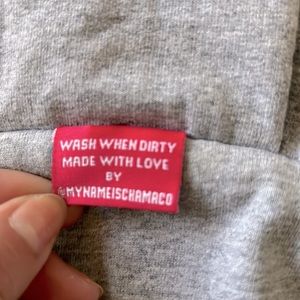 WASH WHEN DIRTY
MADE WITH LOVE
BY
@MYNAMEISCHAMACO